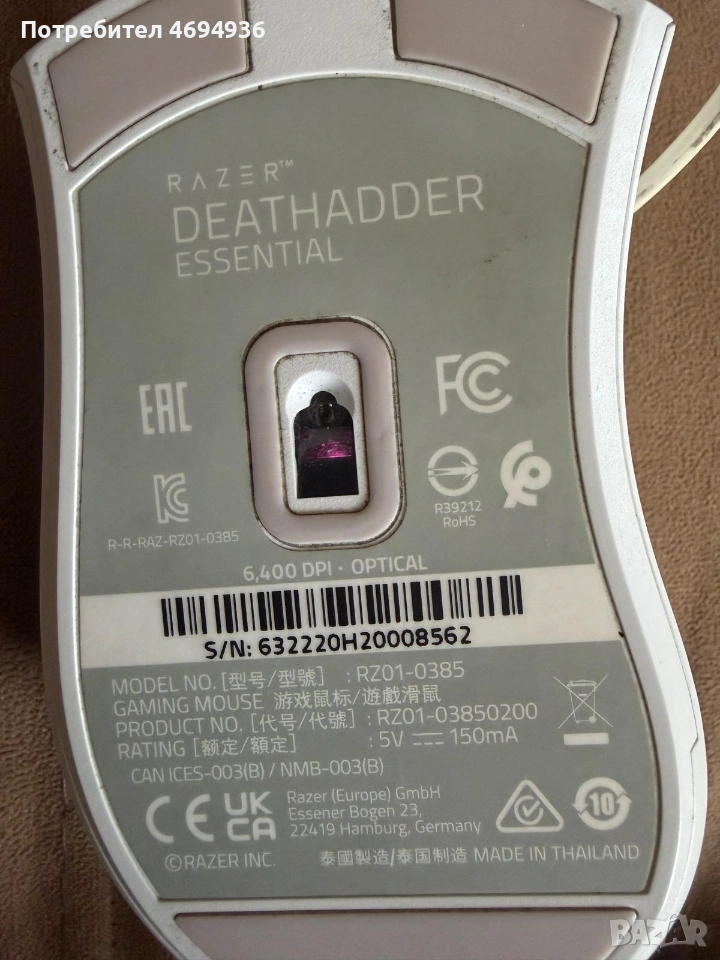 Потребител 4694936
RAZER™
DEATHADDER
ESSENTIAL
EAC
FC
R-R-RAZ-RZ01-0385
R39212
RoHS
6,400 DPI · OPTICAL
S/N: 632220H20008562
MODEL NO. [型号/型號] : RZ01-0385
GAMING MOUSE 游戏鼠标/遊戲滑鼠
PRODUCT NO. [代号/代號] : RZ01-03850200
RATING [额定/額定] : 5V ⎓ 150mA
CAN ICES-003(B) / NMB-003(B)
CE UK CA
Razer (Europe) GmbH
Essener Bogen 23,
22419 Hamburg, Germany
10
©RAZER INC.
泰國製造/泰国制造 MADE IN THAILAND
BAZAR